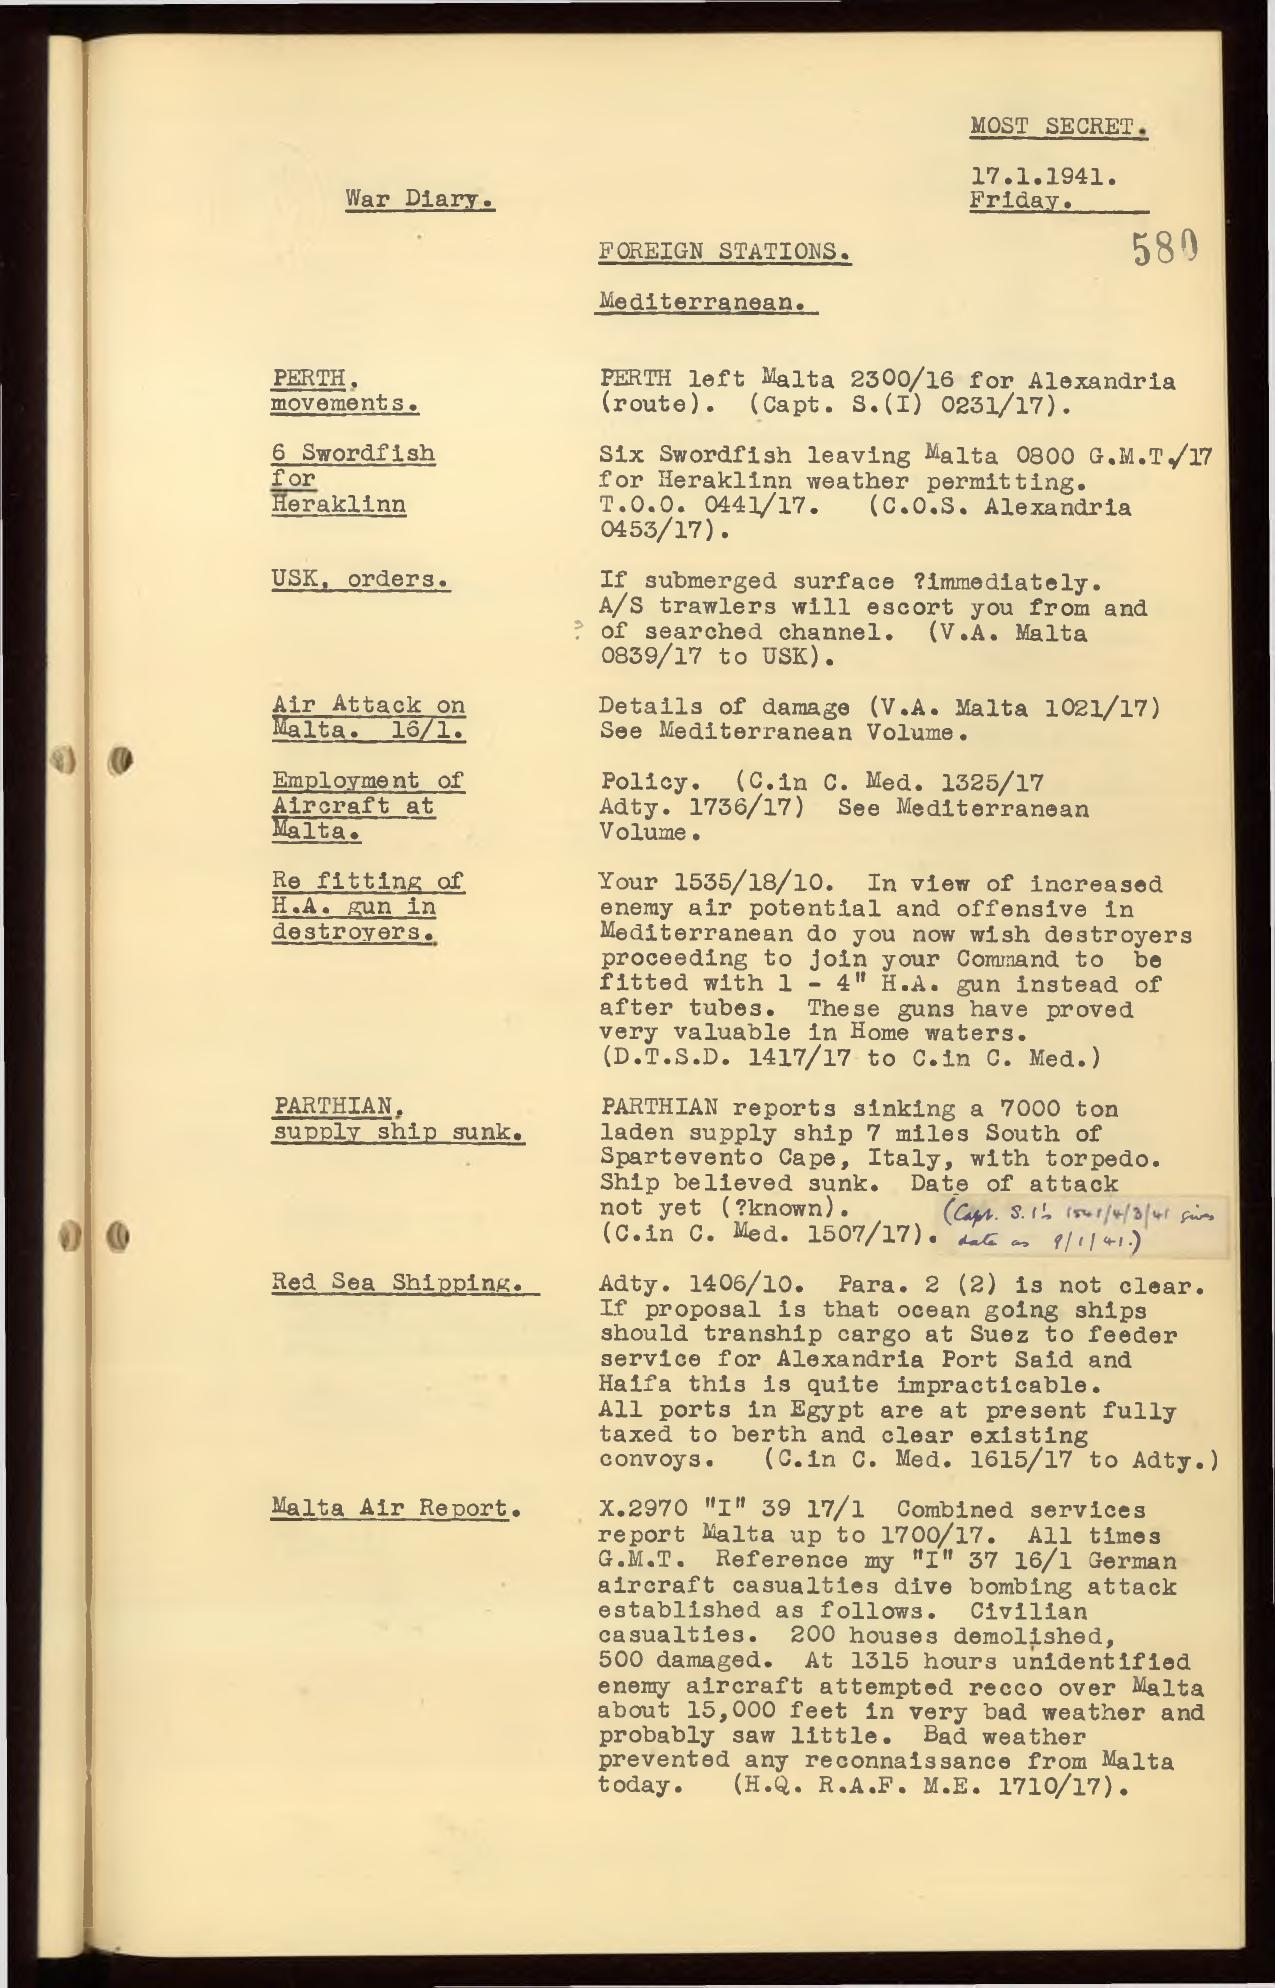 MOST SECRET.
17.1.1941.
Friday.
War Diary.
580
FOREIGN STATIONS.
Mediterranean.
PERTH,
movements.
PERTH left Malta 2300/16 for Alexandria
(route). (Capt. S.(I) 0231/17).
6 Swordfish
for
Heraklinn
Six Swordfish leaving Malta 0800 G.M.T./17
for Heraklinn weather permitting.
T.O.O. 0441/17. (C.O.S. Alexandria
0453/17).
USK, orders.
If submerged surface ?immediately.
A/S trawlers will escort you from and
? of searched channel. (V.A. Malta
0839/17 to USK).
Air Attack on
Malta. 16/1.
Details of damage (V.A. Malta 1021/17)
See Mediterranean Volume.
Employment of
Aircraft at
Malta.
Policy. (C.in C. Med. 1325/17
Adty. 1736/17) See Mediterranean
Volume.
Re fitting of
H.A. gun in
destroyers.
Your 1535/18/10. In view of increased
enemy air potential and offensive in
Mediterranean do you now wish destroyers
proceeding to join your Command to be
fitted with 1 - 4" H.A. gun instead of
after tubes. These guns have proved
very valuable in Home waters.
(D.T.S.D. 1417/17 to C.in C. Med.)
PARTHIAN,
supply ship sunk.
PARTHIAN reports sinking a 7000 ton
laden supply ship 7 miles South of
Spartevento Cape, Italy, with torpedo.
Ship believed sunk. Date of attack
not yet (?known).
(C.in C. Med. 1507/17).
(Capt. S. 1's 1541/4/3/41 gives
date as 9/1/41.)
Red Sea Shipping.
Adty. 1406/10. Para. 2 (2) is not clear.
If proposal is that ocean going ships
should tranship cargo at Suez to feeder
service for Alexandria Port Said and
Haifa this is quite impracticable.
All ports in Egypt are at present fully
taxed to berth and clear existing
convoys. (C.in C. Med. 1615/17 to Adty.)
Malta Air Report.
X.2970 "I" 39 17/1 Combined services
report Malta up to 1700/17. All times
G.M.T. Reference my "I" 37 16/1 German
aircraft casualties dive bombing attack
established as follows. Civilian
casualties. 200 houses demolished,
500 damaged. At 1315 hours unidentified
enemy aircraft attempted recco over Malta
about 15,000 feet in very bad weather and
probably saw little. Bad weather
prevented any reconnaissance from Malta
today. (H.Q. R.A.F. M.E. 1710/17).